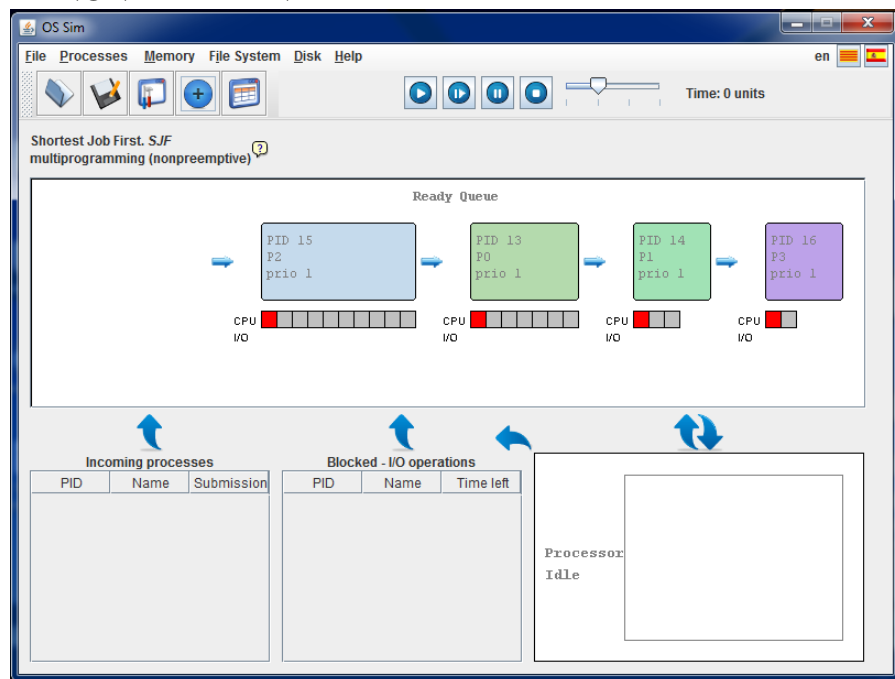 OS Sim
File Processes Memory File System Disk Help
en
Time: 0 units
Shortest Job First. SJF
multiprogramming (nonpreemptive)
?
Ready Queue
PID 15
P2
prio 1
CPU
I/O
PID 13
P0
prio 1
CPU
I/O
PID 14
P1
prio 1
CPU
I/O
PID 16
P3
prio 1
CPU
I/O
Incoming processes
PID Name Submission
Blocked - I/O operations
PID Name Time left
Processor
Idle